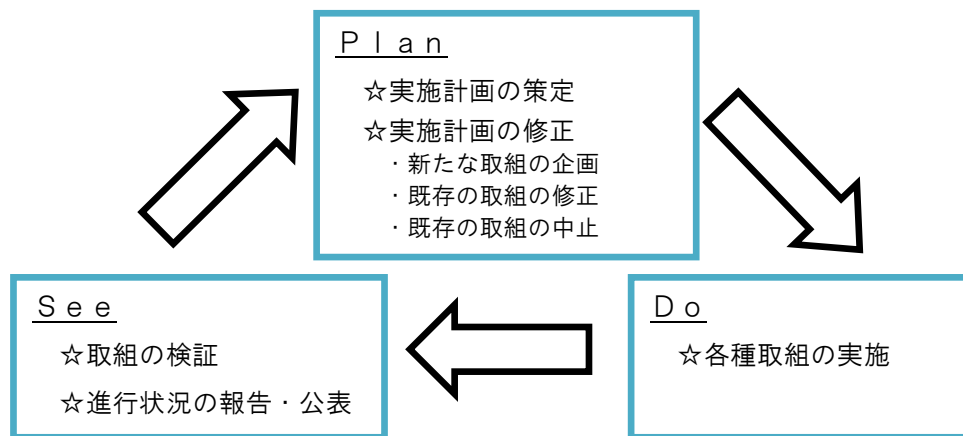 Ｐｌａｎ
☆実施計画の策定
☆実施計画の修正
・新たな取組の企画
・既存の取組の修正
・既存の取組の中止
Ｓｅｅ
☆取組の検証
☆進行状況の報告・公表
Ｄｏ
☆各種取組の実施